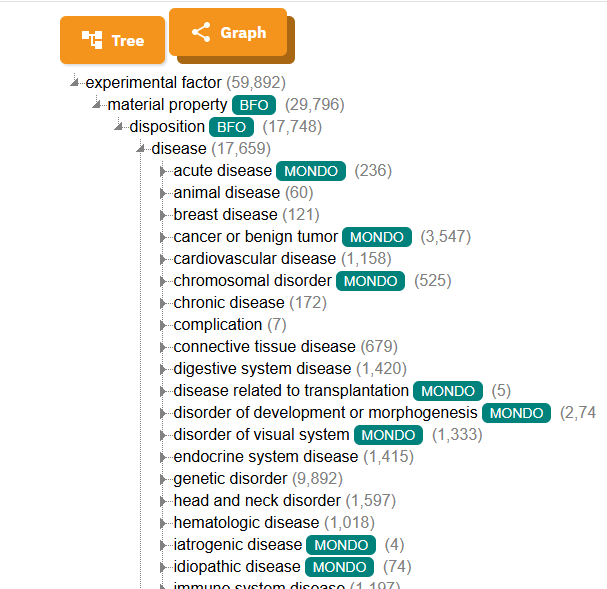 Tree Graph
experimental factor (59,892)
material property BFO (29,796)
disposition BFO (17,748)
disease (17,659)
acute disease MONDO (236)
animal disease (60)
breast disease (121)
cancer or benign tumor MONDO (3,547)
cardiovascular disease (1,158)
chromosomal disorder MONDO (525)
chronic disease (172)
complication (7)
connective tissue disease (679)
digestive system disease (1,420)
disease related to transplantation MONDO (5)
disorder of development or morphogenesis MONDO (2,74
disorder of visual system MONDO (1,333)
endocrine system disease (1,415)
genetic disorder (9,892)
head and neck disorder (1,597)
hematologic disease (1,018)
iatrogenic disease MONDO (4)
idiopathic disease MONDO (74)
immune system disease (1,197)